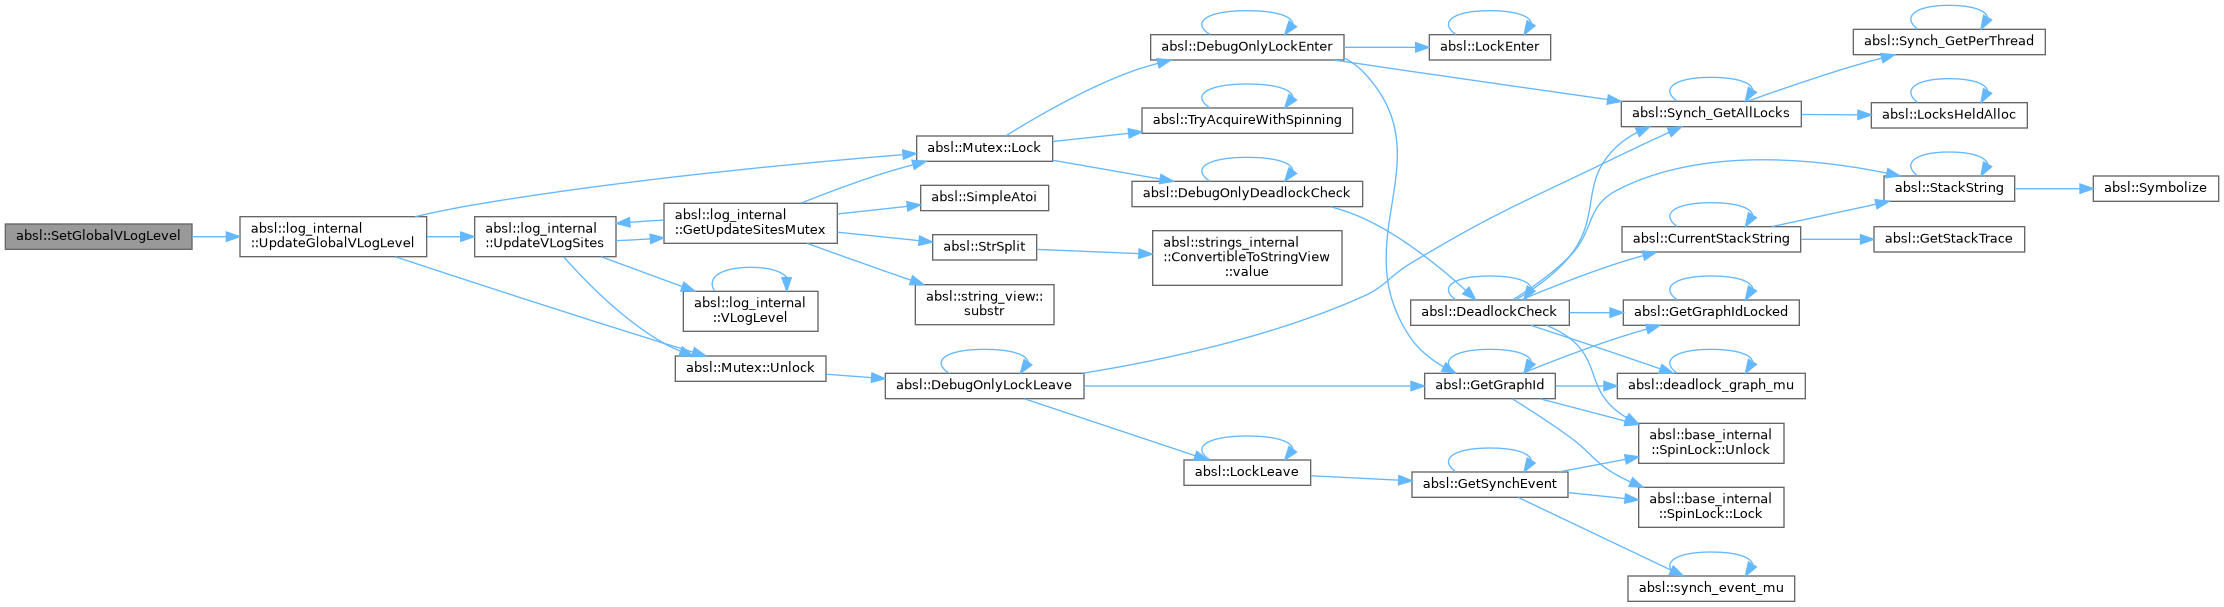 absl::SetGlobalVLogLevel
absl::log_internal
::UpdateGlobalVLogLevel
absl::log_internal
::UpdateVLogSites
absl::log_internal
::GetUpdateSitesMutex
absl::log_internal
::VLogLevel
absl::Mutex::Unlock
absl::Mutex::Lock
absl::SimpleAtoi
absl::StrSplit
absl::string_view::
substr
absl::DebugOnlyLockLeave
absl::DebugOnlyLockEnter
absl::TryAcquireWithSpinning
absl::DebugOnlyDeadlockCheck
absl::strings_internal
::ConvertibleToStringView
::value
absl::LockLeave
absl::LockEnter
absl::DeadlockCheck
absl::GetGraphId
absl::GetSynchEvent
absl::Synch_GetAllLocks
absl::CurrentStackString
absl::GetGraphIdLocked
absl::deadlock_graph_mu
absl::base_internal
::SpinLock::Unlock
absl::base_internal
::SpinLock::Lock
absl::synch_event_mu
absl::Synch_GetPerThread
absl::LocksHeldAlloc
absl::StackString
absl::GetStackTrace
absl::Symbolize